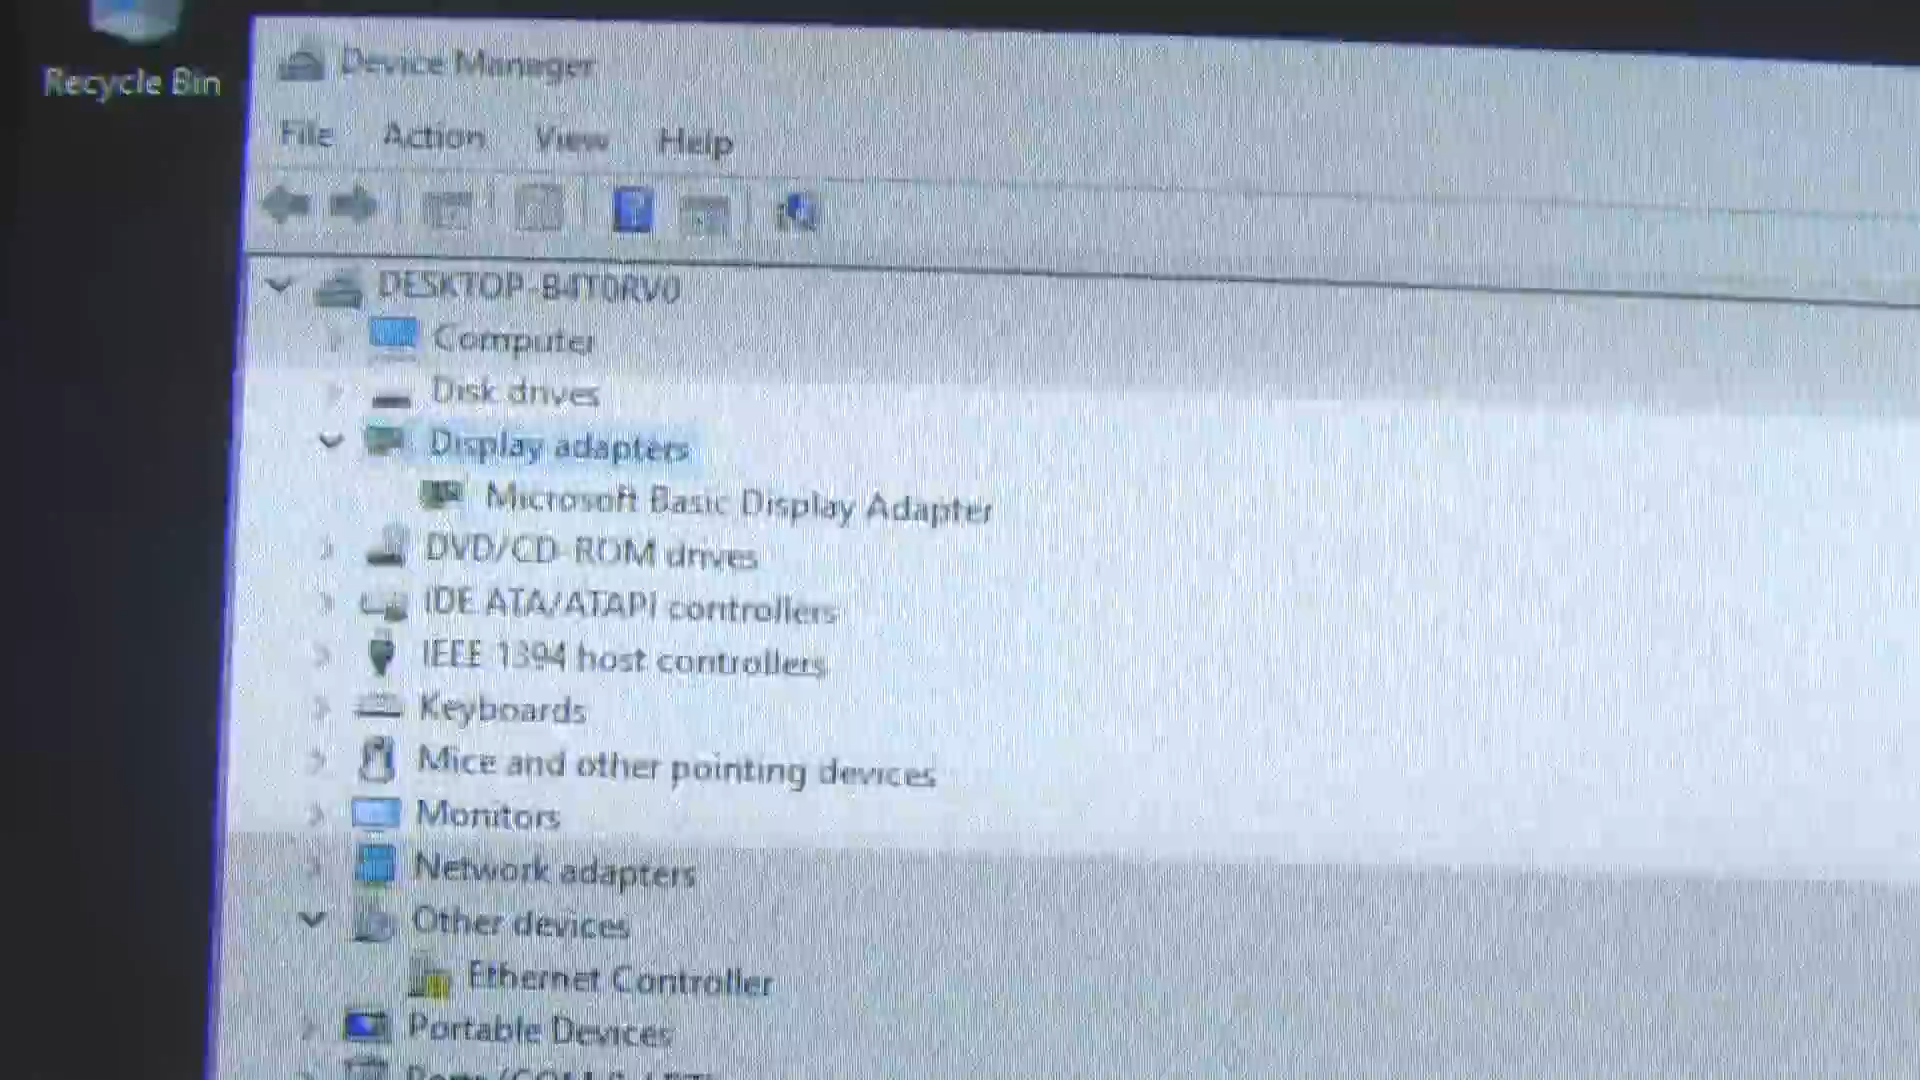 Recycle Bin
Device Manager
File Action View Help
DESKTOP-B4T0RV0
Computer
Disk drives
Display adapters
Microsoft Basic Display Adapter
DVD/CD-ROM drives
IDE ATA/ATAPI controllers
IEEE 1394 host controllers
Keyboards
Mice and other pointing devices
Monitors
Network adapters
Other devices
Ethernet Controller
Portable Devices